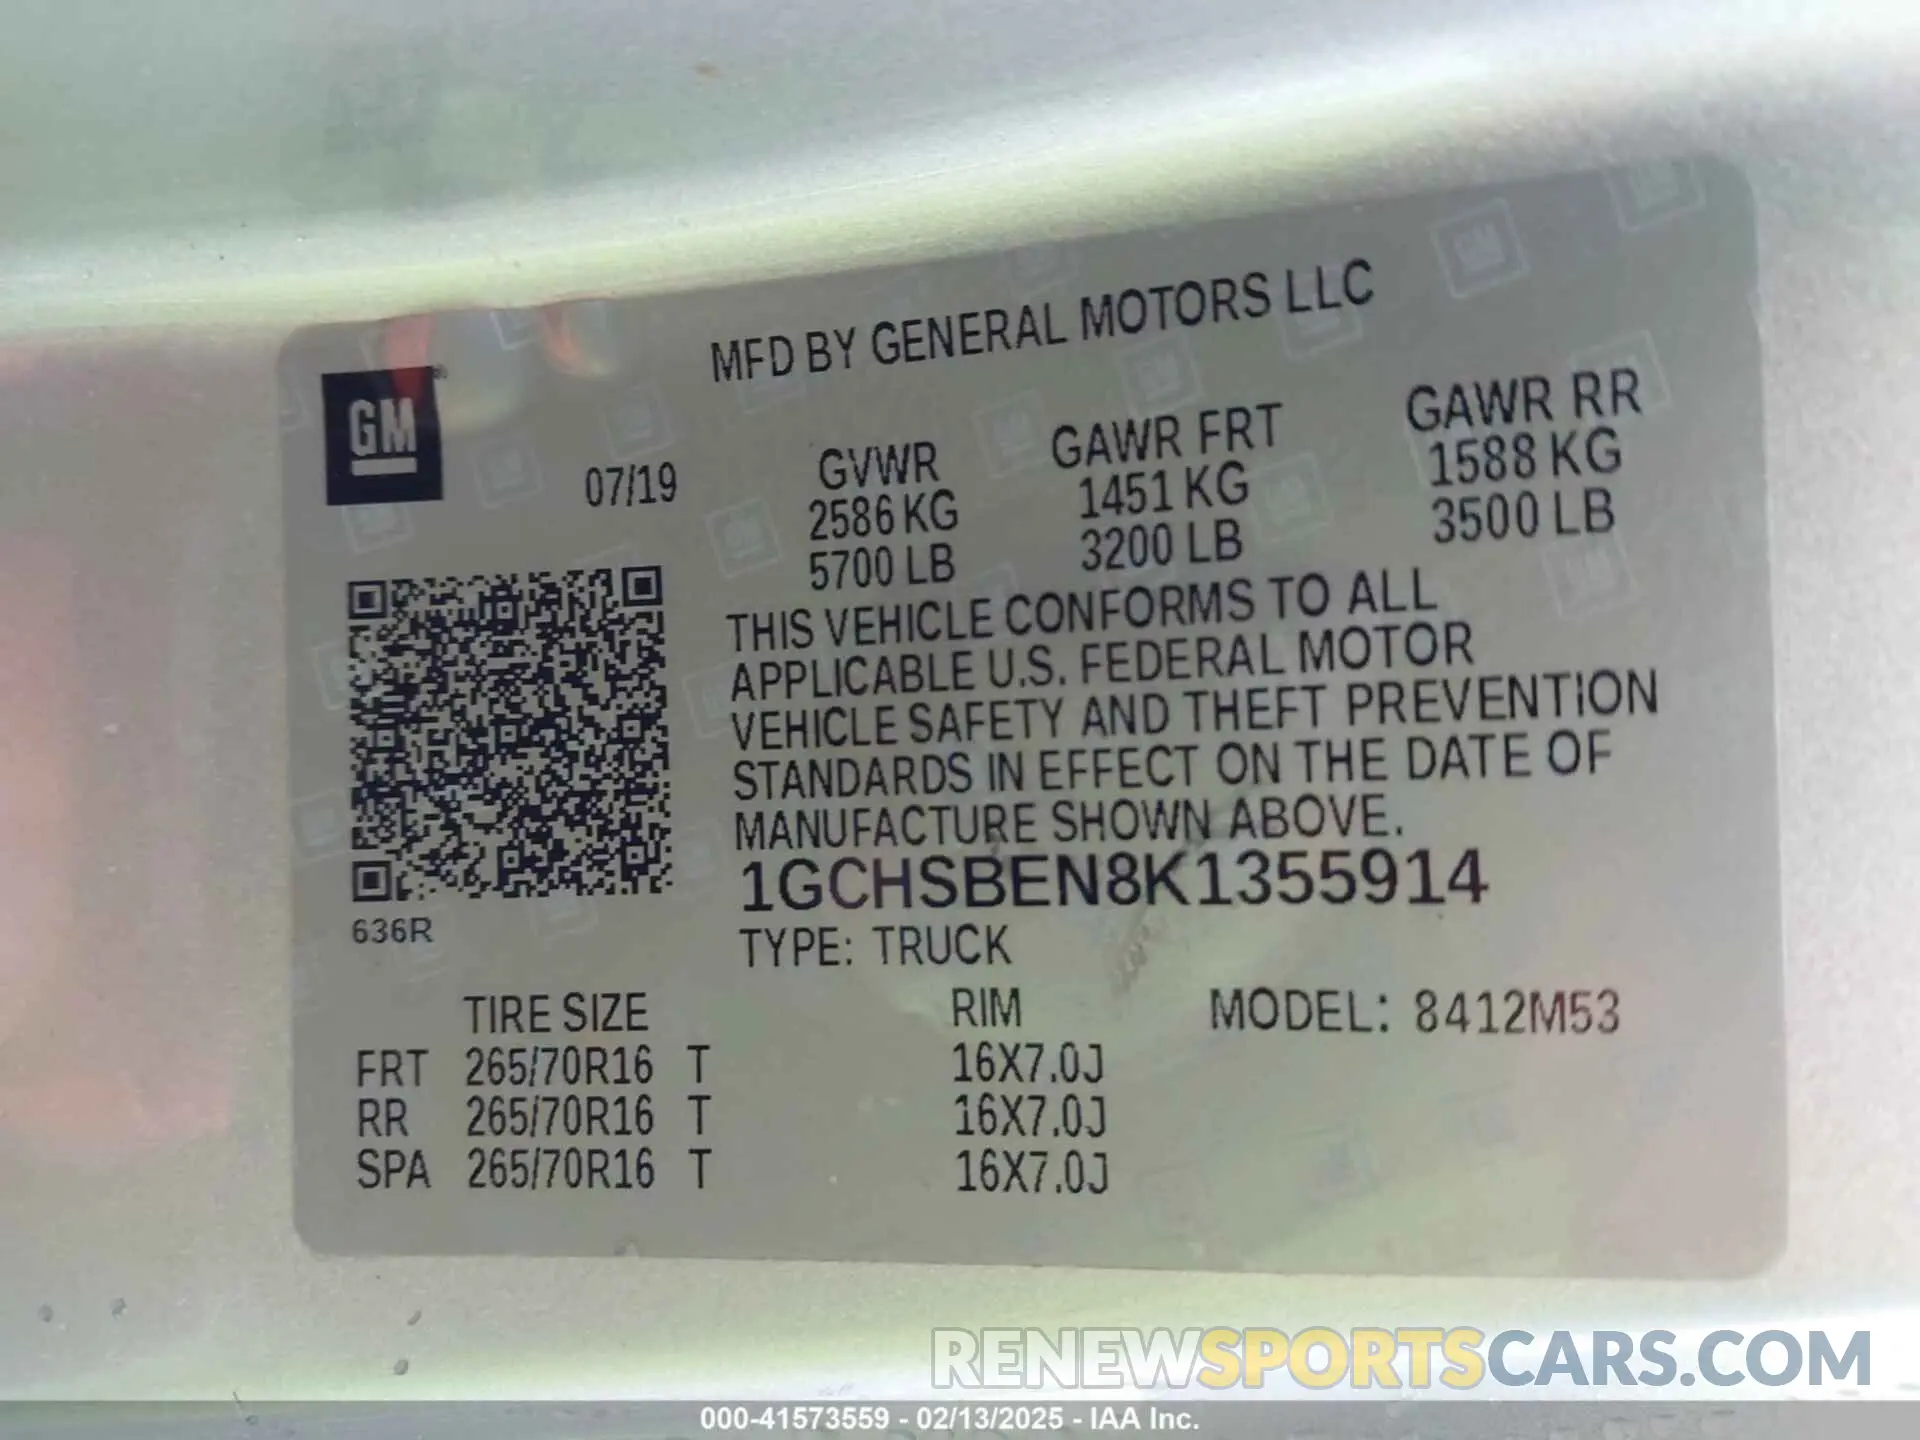 MFD BY GENERAL MOTORS LLC
GM
07/19
GVWR GAWR FRT GAWR RR
2586 KG 1451 KG 1588 KG
5700 LB 3200 LB 3500 LB
THIS VEHICLE CONFORMS TO ALL
APPLICABLE U.S. FEDERAL MOTOR
VEHICLE SAFETY AND THEFT PREVENTION
STANDARDS IN EFFECT ON THE DATE OF
MANUFACTURE SHOWN ABOVE.
1GCHSBEN8K1355914
636R
TYPE: TRUCK
TIRE SIZE RIM MODEL: 8412M53
FRT 265/70R16 T 16X7.0J
RR 265/70R16 T 16X7.0J
SPA 265/70R16 T 16X7.0J
RENEWSPORTSCARS.COM
000-41573559 - 02/13/2025 - IAA Inc.